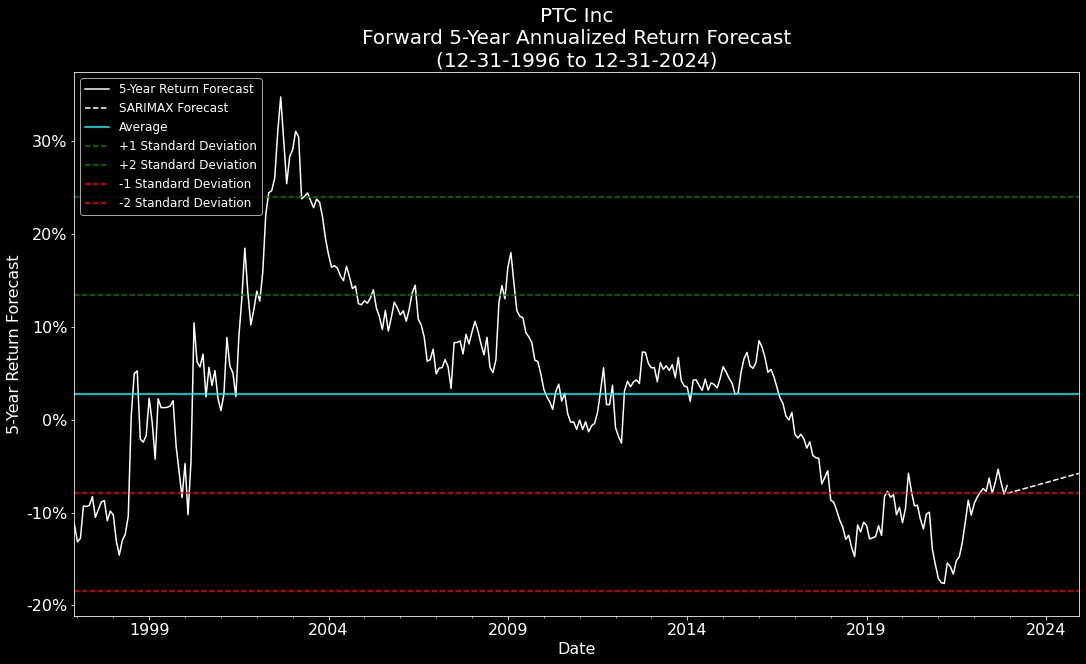 PTC Inc
Forward 5-Year Annualized Return Forecast
(12-31-1996 to 12-31-2024)
5-Year Return Forecast
SARIMAX Forecast
Average
+1 Standard Deviation
+2 Standard Deviation
-1 Standard Deviation
-2 Standard Deviation
30%
20%
10%
0%
-10%
-20%
5-Year Return Forecast
1999
2004
2009
2014
2019
2024
Date